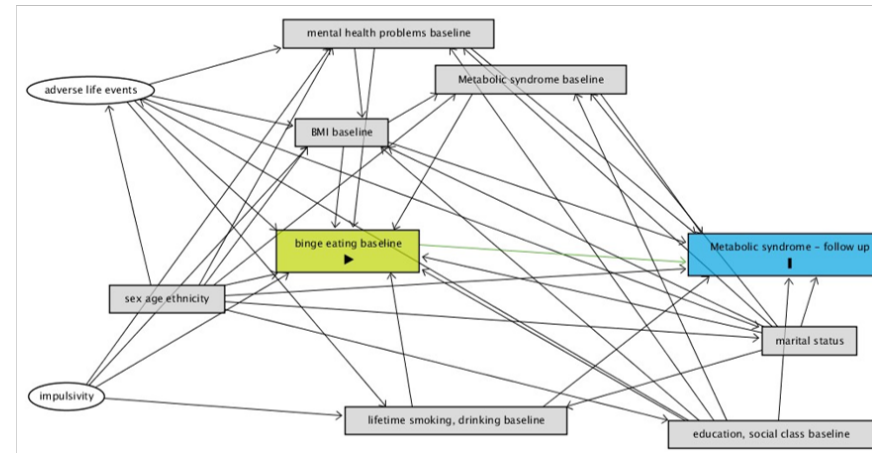 mental health problems baseline
Metabolic syndrome baseline
adverse life events
BMI baseline
binge eating baseline
Metabolic syndrome – follow up
sex age ethnicity
marital status
impulsivity
lifetime smoking, drinking baseline
education, social class baseline